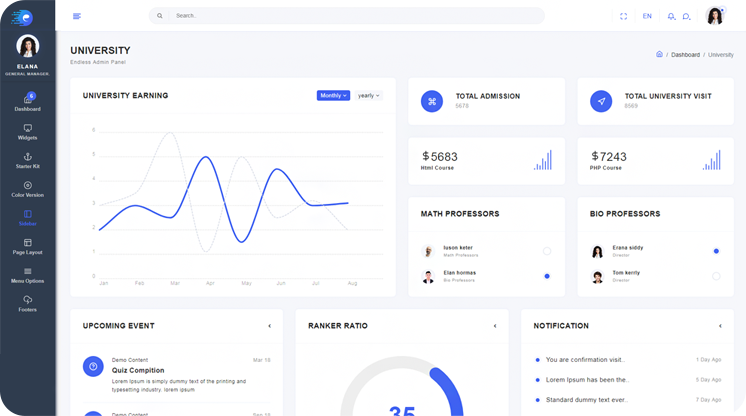 Search..
EN
ELANA
GENERAL MANAGER.
6
Dashboard
Widgets
Starter Kit
Color Version
Sidebar
Page Layout
Menu Options
Footers
UNIVERSITY
Endless Admin Panel
/ Dashboard / University
UNIVERSITY EARNING
Monthly
yearly
6
5
4
3
2
1
0
Jan
Feb
Mar
Apr
May
Jun
Jul
Aug
TOTAL ADMISSION
5678
TOTAL UNIVERSITY VISIT
8569
$5683
Html Course
$7243
PHP Course
MATH PROFESSORS
luson keter
Math Professors
Elan hormas
Bio Professors
BIO PROFESSORS
Erana siddy
Director
Tom kerrly
Director
UPCOMING EVENT
Demo Content
Mar 18
Quiz Compition
Lorem Ipsum is simply dummy text of the printing and
typesetting industry. lorem ipsum
Demo Content
Sep 18
RANKER RATIO
35
NOTIFICATION
You are confirmation visit..
1 Day Ago
Lorem Ipsum has been the..
5 Day Ago
Standard dummy text ever..
7 Day Ago